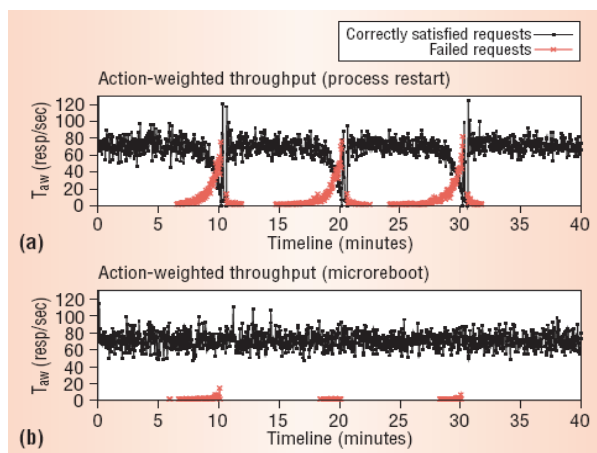 Correctly satisfied requests
Failed requests
Action-weighted throughput (process restart)
120
100
80
60
40
20
0
T_aw (resp/sec)
0 5 10 15 20 25 30 35 40
(a)
Timeline (minutes)
Action-weighted throughput (microreboot)
120
100
80
60
40
20
0
T_aw (resp/sec)
0 5 10 15 20 25 30 35 40
(b)
Timeline (minutes)